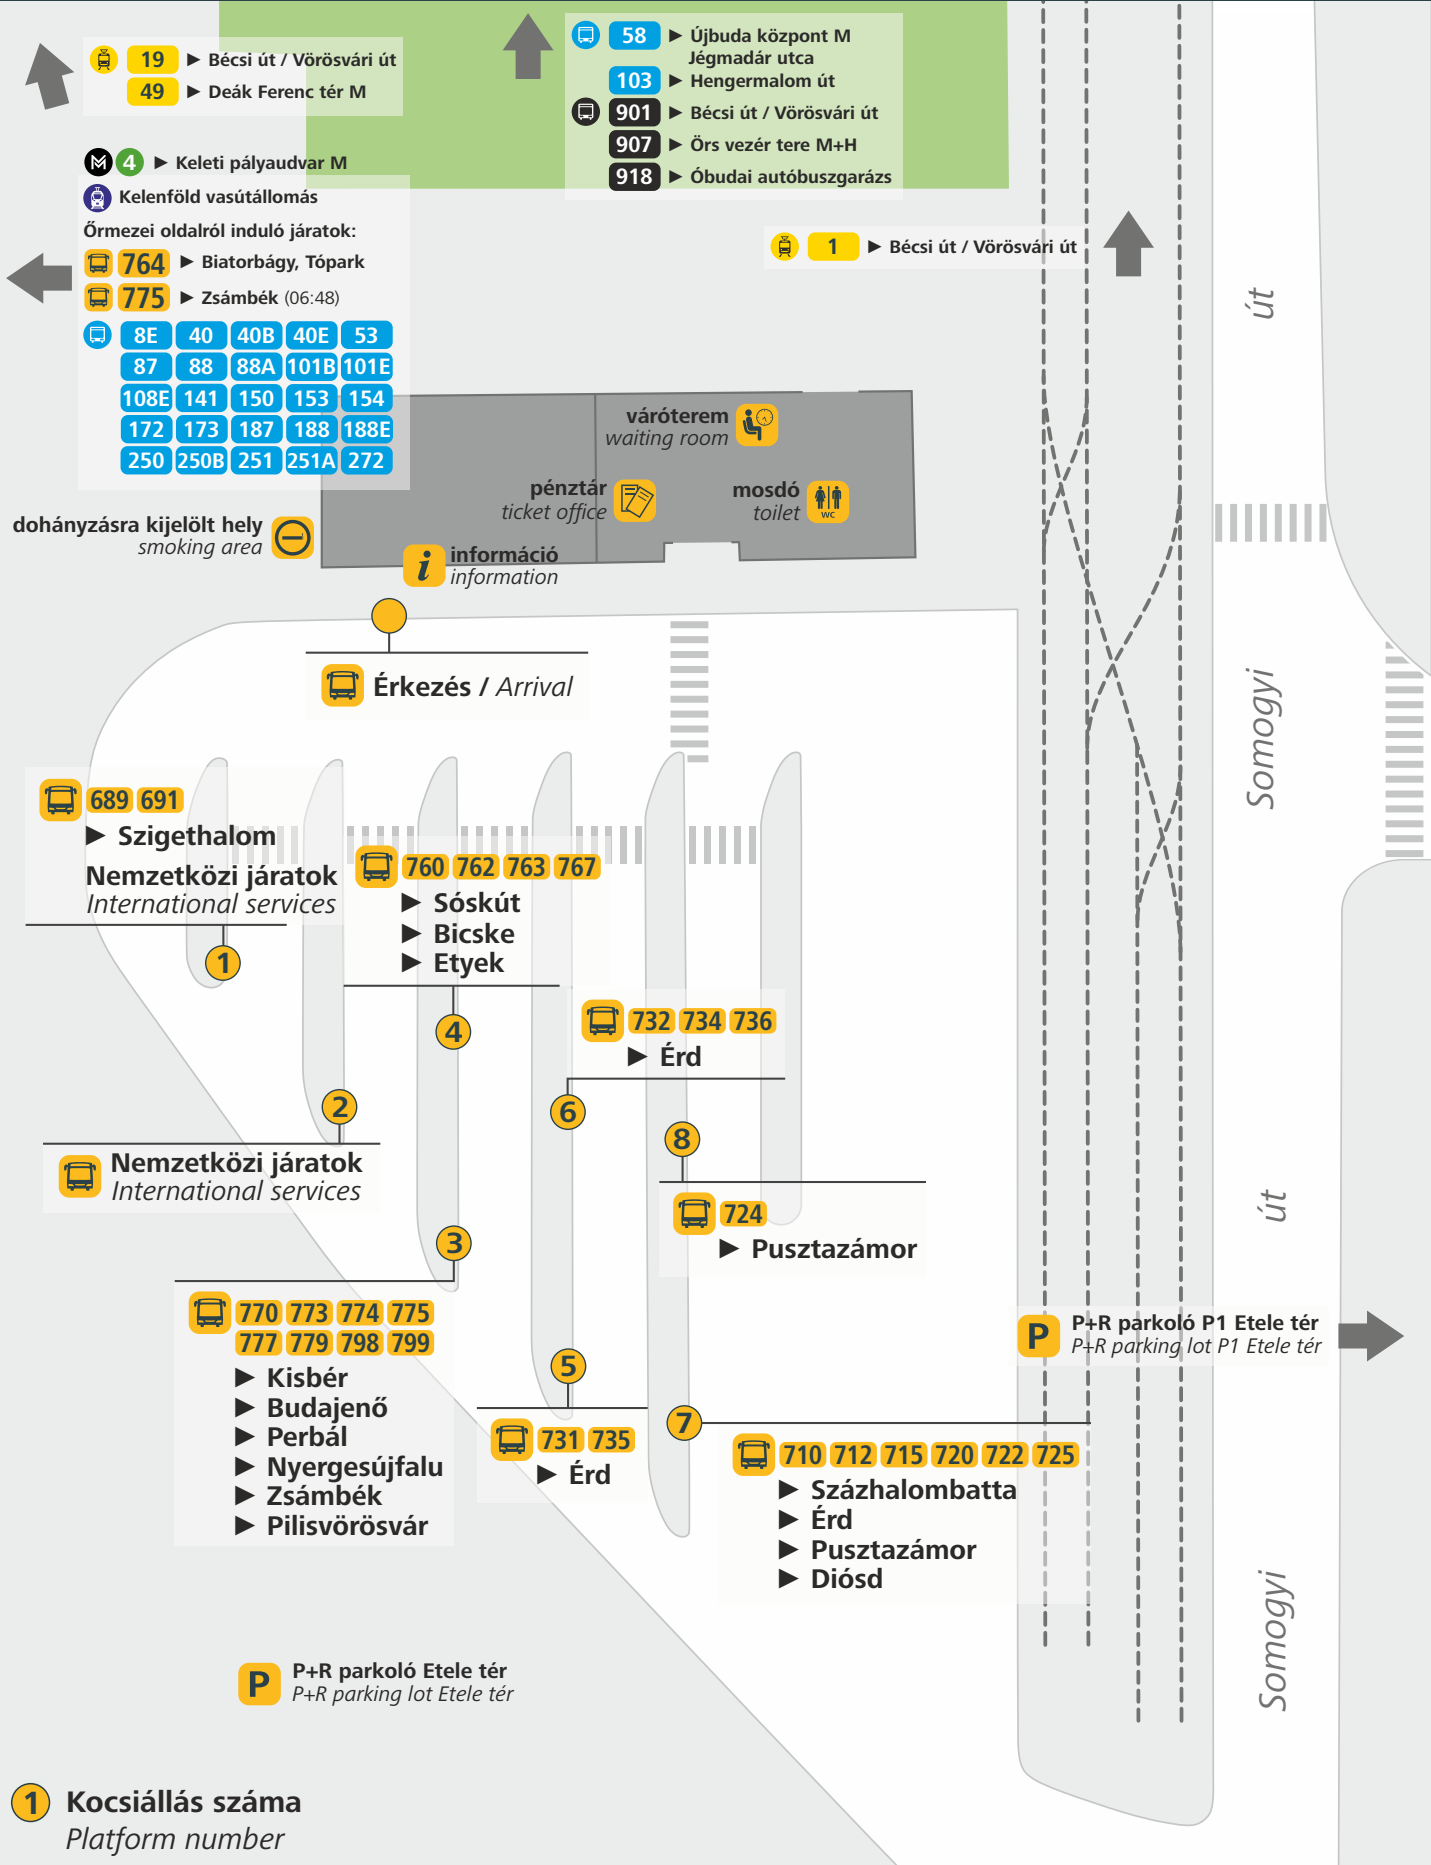 19 ► Bécsi út / Vörösvári út
49 ► Deák Ferenc tér M
58 ► Újbuda központ M
Jégmadár utca
103 ► Hengermalom út
901 ► Bécsi út / Vörösvári út
907 ► Örs vezér tere M+H
918 ► Óbudai autóbuszgarázs
M 4 ► Keleti pályaudvar M
Kelenföld vasútállomás
Őrmezei oldalról induló járatok:
764 ► Biatorbágy, Tópark
775 ► Zsámbék (06:48)
8E 40 40B 40E 53
87 88 88A 101B 101E
108E 141 150 153 154
172 173 187 188 188E
250 250B 251 251A 272
1 ► Bécsi út / Vörösvári út
út
váróterem
waiting room
pénztár
ticket office
mosdó
toilet
WC
dohányzásra kijelölt hely
smoking area
i információ
information
Érkezés / Arrival
Somogyi
689 691
► Szigethalom
Nemzetközi járatok
International services
1
760 762 763 767
► Sóskút
► Bicske
► Etyek
4
732 734 736
► Érd
6
2
Nemzetközi járatok
International services
8
724
► Pusztazámor
út
3
770 773 774 775
777 779 798 799
► Kisbér
► Budajenő
► Perbál
► Nyergesújfalu
► Zsámbék
► Pilisvörösvár
P P+R parkoló P1 Etele tér
P+R parking lot P1 Etele tér
5
731 735
► Érd
7
710 712 715 720 722 725
► Százhalombatta
► Érd
► Pusztazámor
► Diósd
Somogyi
P P+R parkoló Etele tér
P+R parking lot Etele tér
1 Kocsiállás száma
Platform number